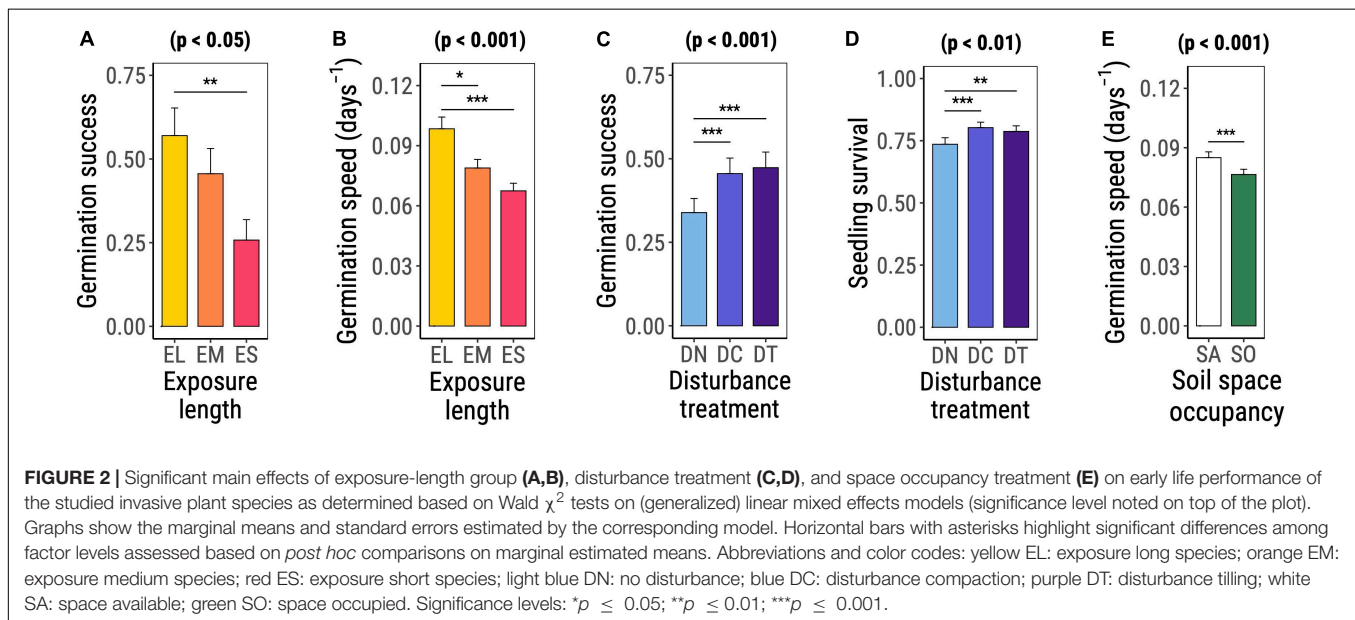 A (p < 0.05)
Germination success
0.75
0.50
0.25
0.00
**
EL EM ES
Exposure
length
B (p < 0.001)
Germination speed (days⁻¹)
0.12
0.09
0.06
0.03
0.00
*
***
EL EM ES
Exposure
length
C (p < 0.001)
Germination success
0.75
0.50
0.25
0.00
***
***
DN DC DT
Disturbance
treatment
D (p < 0.01)
Seedling survival
1.00
0.75
0.50
0.25
0.00
**
***
DN DC DT
Disturbance
treatment
E (p < 0.001)
Germination speed (days⁻¹)
0.12
0.09
0.06
0.03
0.00
***
SA SO
Soil space
occupancy
FIGURE 2 | Significant main effects of exposure-length group (A,B), disturbance treatment (C,D), and space occupancy treatment (E) on early life performance of
the studied invasive plant species as determined based on Wald χ² tests on (generalized) linear mixed effects models (significance level noted on top of the plot).
Graphs show the marginal means and standard errors estimated by the corresponding model. Horizontal bars with asterisks highlight significant differences among
factor levels assessed based on post hoc comparisons on marginal estimated means. Abbreviations and color codes: yellow EL: exposure long species; orange EM:
exposure medium species; red ES: exposure short species; light blue DN: no disturbance; blue DC: disturbance compaction; purple DT: disturbance tilling; white
SA: space available; green SO: space occupied. Significance levels: *p ≤ 0.05; **p ≤ 0.01; ***p ≤ 0.001.